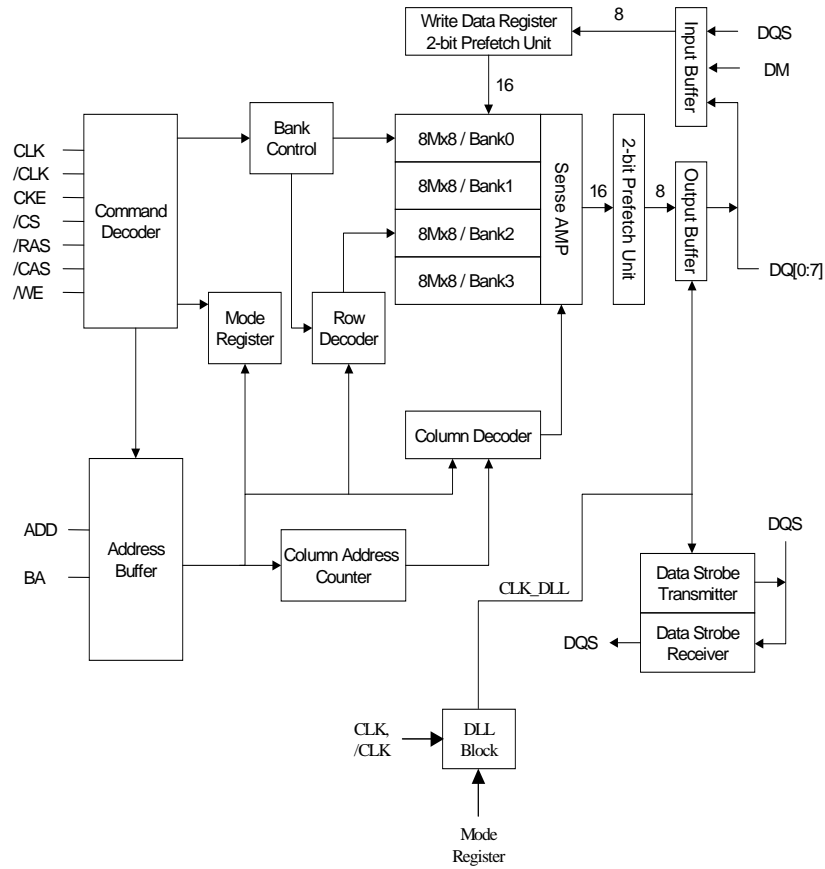 Write Data Register
2-bit Prefetch Unit
8
Input Buffer
DQS
DM
16
CLK
/CLK
CKE
/CS
/RAS
/CAS
/WE
Command
Decoder
Bank
Control
8Mx8 / Bank0
8Mx8 / Bank1
8Mx8 / Bank2
8Mx8 / Bank3
Sense AMP
16
2-bit Prefetch Unit
8
Output Buffer
DQ[0:7]
Mode
Register
Row
Decoder
Column Decoder
ADD
BA
Address
Buffer
Column Address
Counter
CLK_DLL
DQS
Data Strobe
Transmitter
Data Strobe
Receiver
DQS
CLK,
/CLK
DLL
Block
Mode
Register